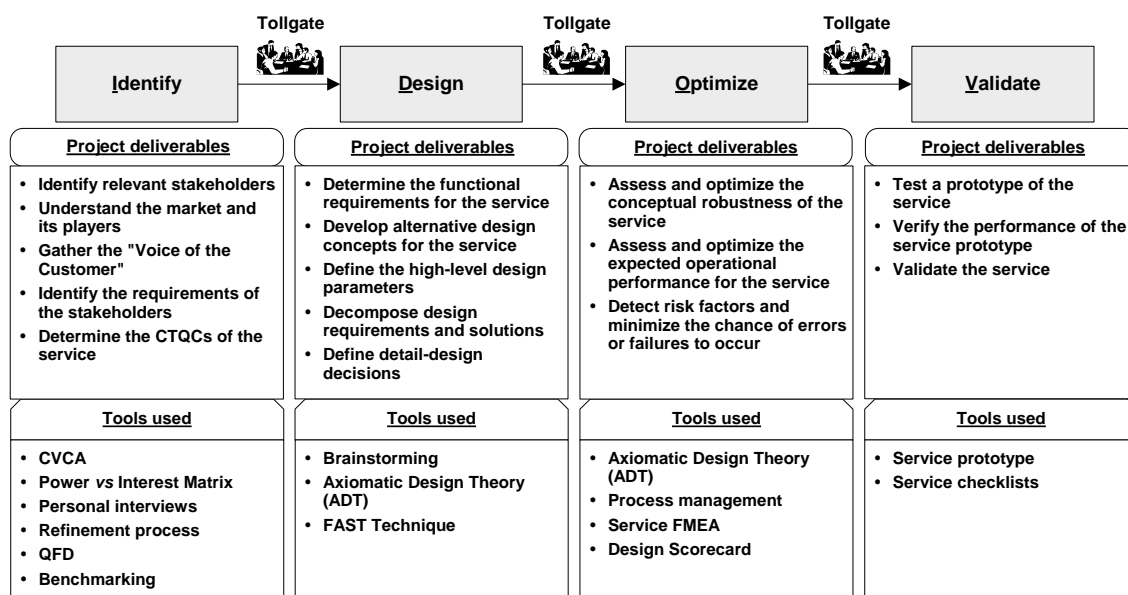 Tollgate
Tollgate
Tollgate
Identify
Design
Optimize
Validate
Project deliverables
• Identify relevant stakeholders
• Understand the market and
its players
• Gather the "Voice of the
Customer"
• Identify the requirements of
the stakeholders
• Determine the CTQCs of the
service
Project deliverables
• Determine the functional
requirements for the service
• Develop alternative design
concepts for the service
• Define the high-level design
parameters
• Decompose design
requirements and solutions
• Define detail-design
decisions
Project deliverables
• Assess and optimize the
conceptual robustness of the
service
• Assess and optimize the
expected operational
performance for the service
• Detect risk factors and
minimize the chance of errors
or failures to occur
Project deliverables
• Test a prototype of the
service
• Verify the performance of the
service prototype
• Validate the service
Tools used
• CVCA
• Power vs Interest Matrix
• Personal interviews
• Refinement process
• QFD
• Benchmarking
Tools used
• Brainstorming
• Axiomatic Design Theory
(ADT)
• FAST Technique
Tools used
• Axiomatic Design Theory
(ADT)
• Process management
• Service FMEA
• Design Scorecard
Tools used
• Service prototype
• Service checklists